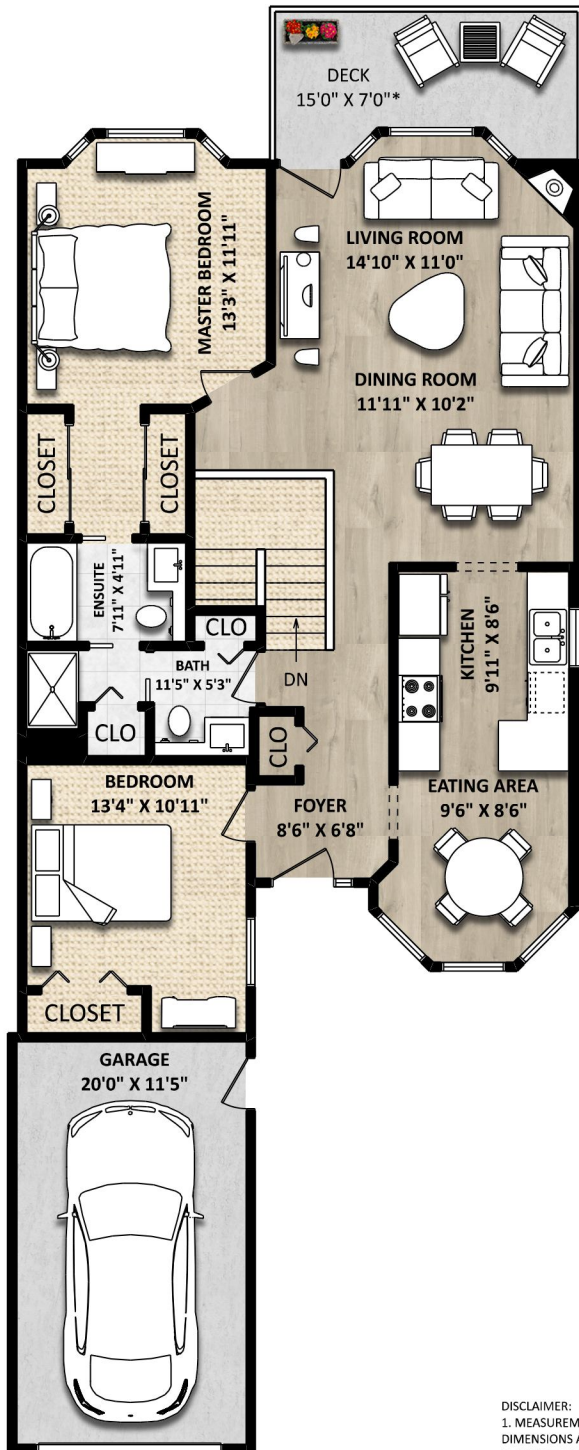 DECK
15'0" X 7'0"*
MASTER BEDROOM
13'3" X 11'11"
LIVING ROOM
14'10" X 11'0"
DINING ROOM
11'11" X 10'2"
CLOSET
CLOSET
ENSUITE
7'11" X 4'11"
CLO
BATH
11'5" X 5'3"
DN
KITCHEN
9'11" X 8'6"
CLO
CLO
BEDROOM
13'4" X 10'11"
FOYER
8'6" X 6'8"
EATING AREA
9'6" X 8'6"
CLOSET
GARAGE
20'0" X 11'5"
DISCLAIMER:
1. MEASUREM
DIMENSIONS A